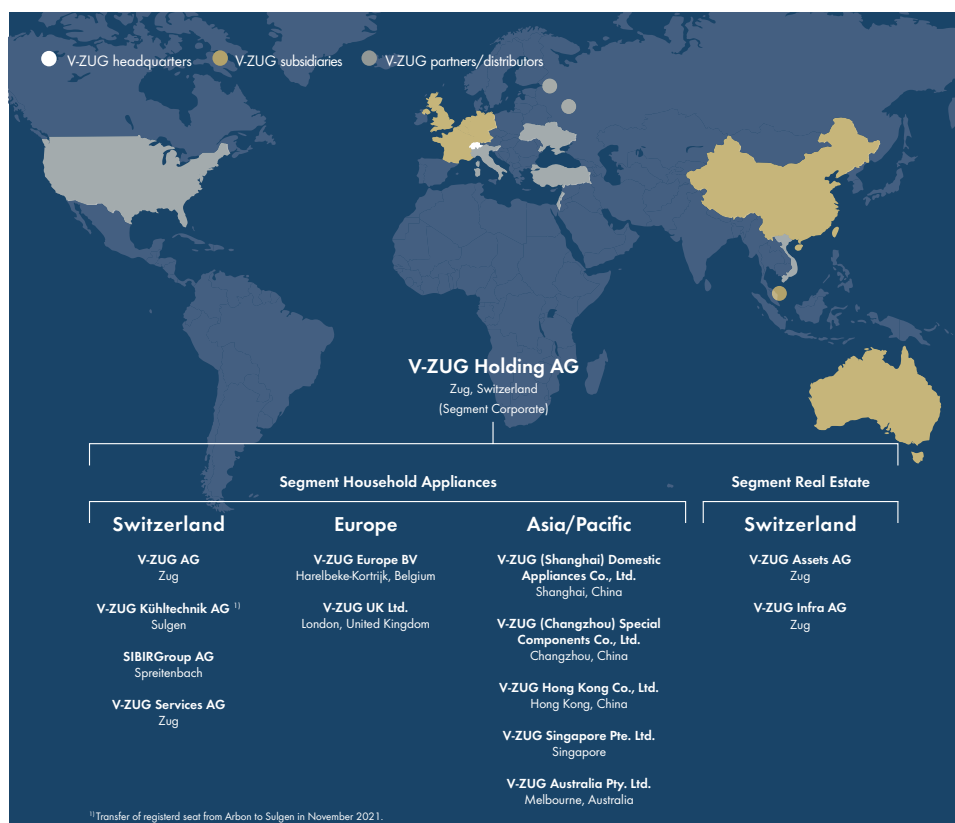 V-ZUG headquarters
V-ZUG subsidiaries
V-ZUG partners/distributors
V-ZUG Holding AG
Zug, Switzerland
(Segment Corporate)
Segment Household Appliances
Segment Real Estate
Switzerland
V-ZUG AG
Zug
V-ZUG Kühltechnik AG 1)
Sulgen
SIBIRGroup AG
Spreitenbach
V-ZUG Services AG
Zug
Europe
V-ZUG Europe BV
Harelbeke-Kortrijk, Belgium
V-ZUG UK Ltd.
London, United Kingdom
Asia/Pacific
V-ZUG (Shanghai) Domestic
Appliances Co., Ltd.
Shanghai, China
V-ZUG (Changzhou) Special
Components Co., Ltd.
Changzhou, China
V-ZUG Hong Kong Co., Ltd.
Hong Kong, China
V-ZUG Singapore Pte. Ltd.
Singapore
V-ZUG Australia Pty. Ltd.
Melbourne, Australia
Switzerland
V-ZUG Assets AG
Zug
V-ZUG Infra AG
Zug
1) Transfer of registerd seat from Arbon to Sulgen in November 2021.